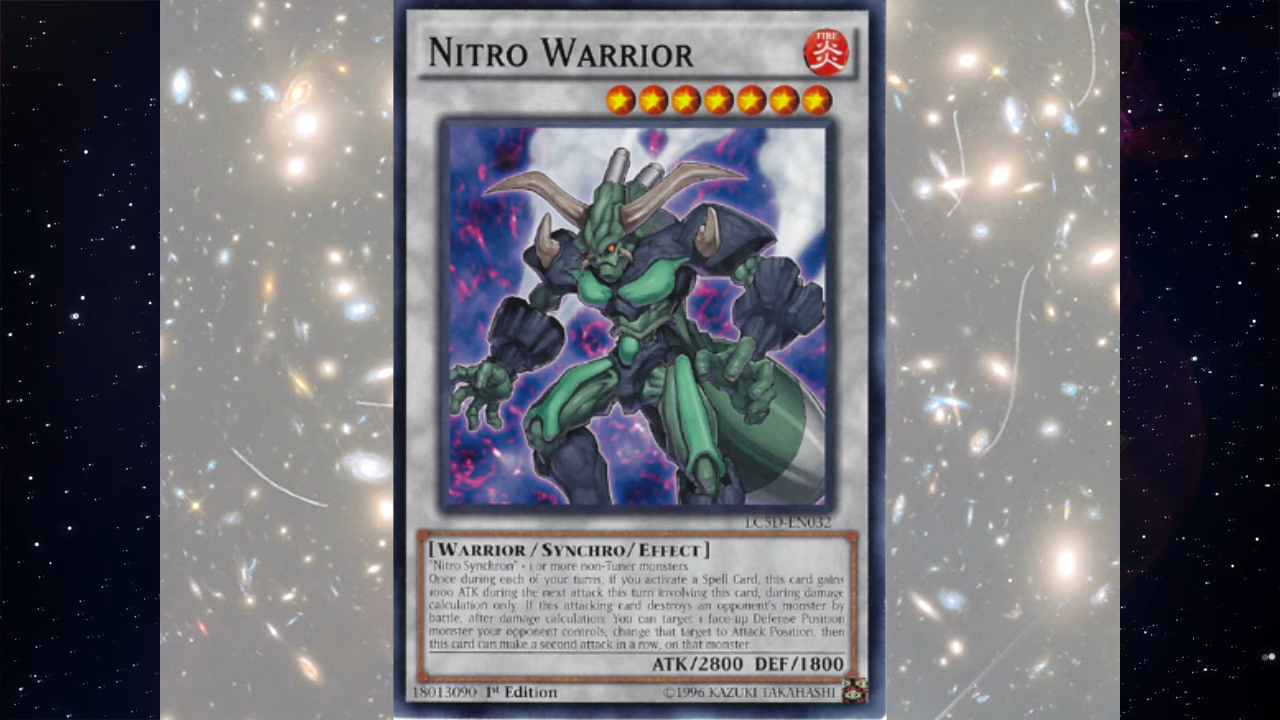 NITRO WARRIOR
FIRE
炎
LC5D-EN032
[WARRIOR/SYNCHRO/EFFECT]
"Nitro Synchron" + 1 or more non-Tuner monsters
Once during each of your turns, if you activate a Spell Card, this card gains
1000 ATK during the next attack this turn involving this card, during damage
calculation only. If this attacking card destroys an opponent's monster by
battle, after damage calculation: You can target 1 face-up Defense Position
monster your opponent controls; change that target to Attack Position, then
this card can make a second attack in a row, on that monster.
ATK/2800 DEF/1800
18013090 1st Edition ©1996 KAZUKI TAKAHASHI